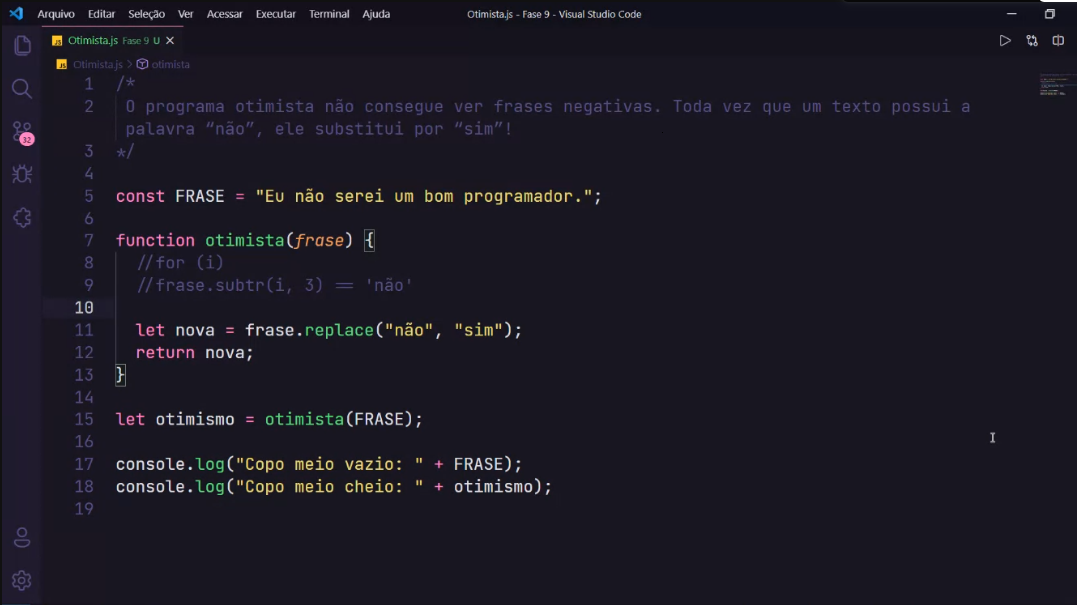 Arquivo Editar Seleção Ver Acessar Executar Terminal Ajuda Otimista.js - Fase 9 - Visual Studio Code
JS Otimista.js Fase 9 U
JS Otimista.js > otimista
1 /*
2 O programa otimista não consegue ver frases negativas. Toda vez que um texto possui a
palavra “não”, ele substitui por “sim”!
3 */
4
5 const FRASE = "Eu não serei um bom programador.";
6
7 function otimista(frase) {
8 //for (i)
9 //frase.subtr(i, 3) == 'não'
10
11 let nova = frase.replace("não", "sim");
12 return nova;
13 }
14
15 let otimismo = otimista(FRASE);
16
17 console.log("Copo meio vazio: " + FRASE);
18 console.log("Copo meio cheio: " + otimismo);
19
32